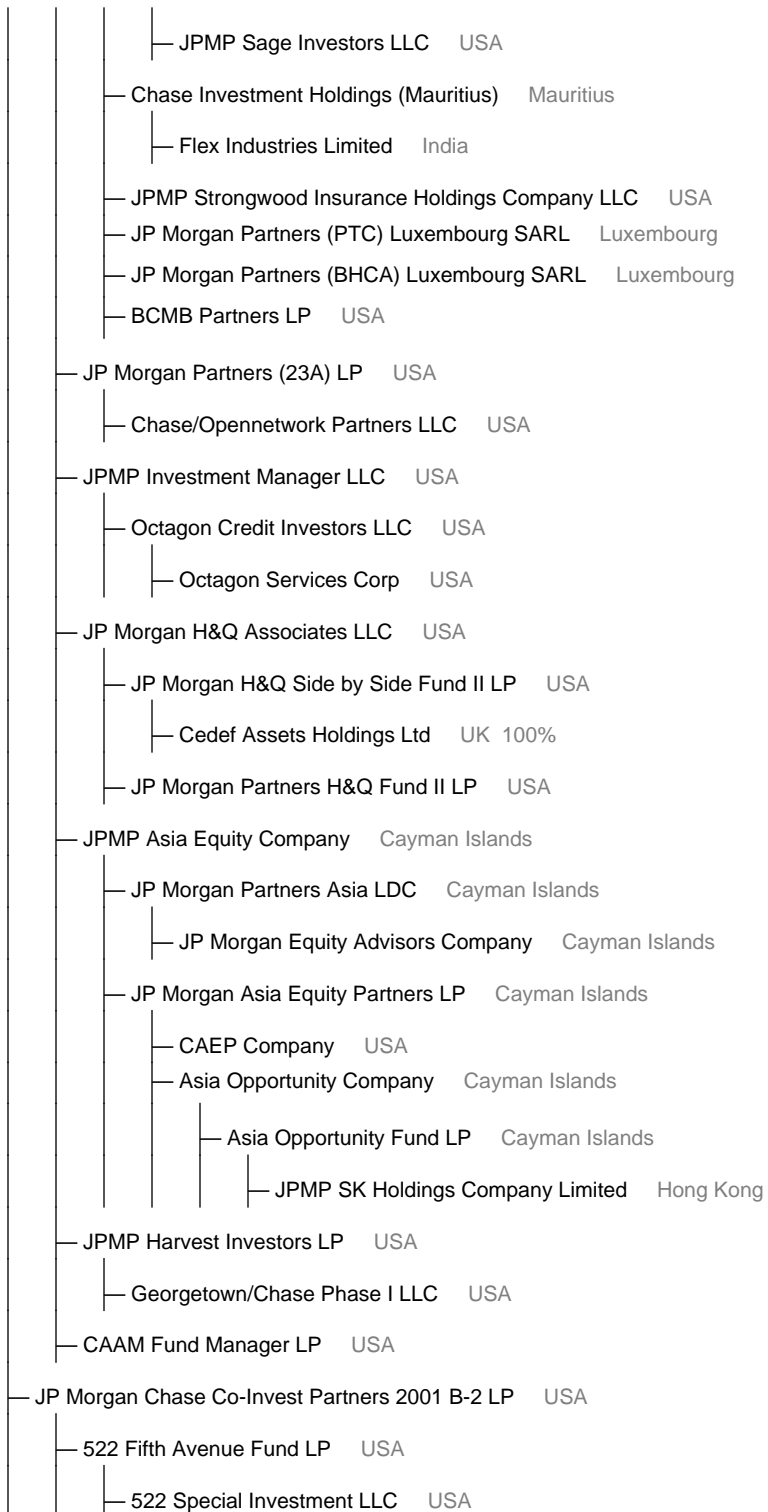 JPMP Sage Investors LLC USA
Chase Investment Holdings (Mauritius) Mauritius
Flex Industries Limited India
JPMP Strongwood Insurance Holdings Company LLC USA
JP Morgan Partners (PTC) Luxembourg SARL Luxembourg
JP Morgan Partners (BHCA) Luxembourg SARL Luxembourg
BCMB Partners LP USA
JP Morgan Partners (23A) LP USA
Chase/Opennetwork Partners LLC USA
JPMP Investment Manager LLC USA
Octagon Credit Investors LLC USA
Octagon Services Corp USA
JP Morgan H&Q Associates LLC USA
JP Morgan H&Q Side by Side Fund II LP USA
Cedef Assets Holdings Ltd UK 100%
JP Morgan Partners H&Q Fund II LP USA
JPMP Asia Equity Company Cayman Islands
JP Morgan Partners Asia LDC Cayman Islands
JP Morgan Equity Advisors Company Cayman Islands
JP Morgan Asia Equity Partners LP Cayman Islands
CAEP Company USA
Asia Opportunity Company Cayman Islands
Asia Opportunity Fund LP Cayman Islands
JPMP SK Holdings Company Limited Hong Kong
JPMP Harvest Investors LP USA
Georgetown/Chase Phase I LLC USA
CAAM Fund Manager LP USA
JP Morgan Chase Co-Invest Partners 2001 B-2 LP USA
522 Fifth Avenue Fund LP USA
522 Special Investment LLC USA